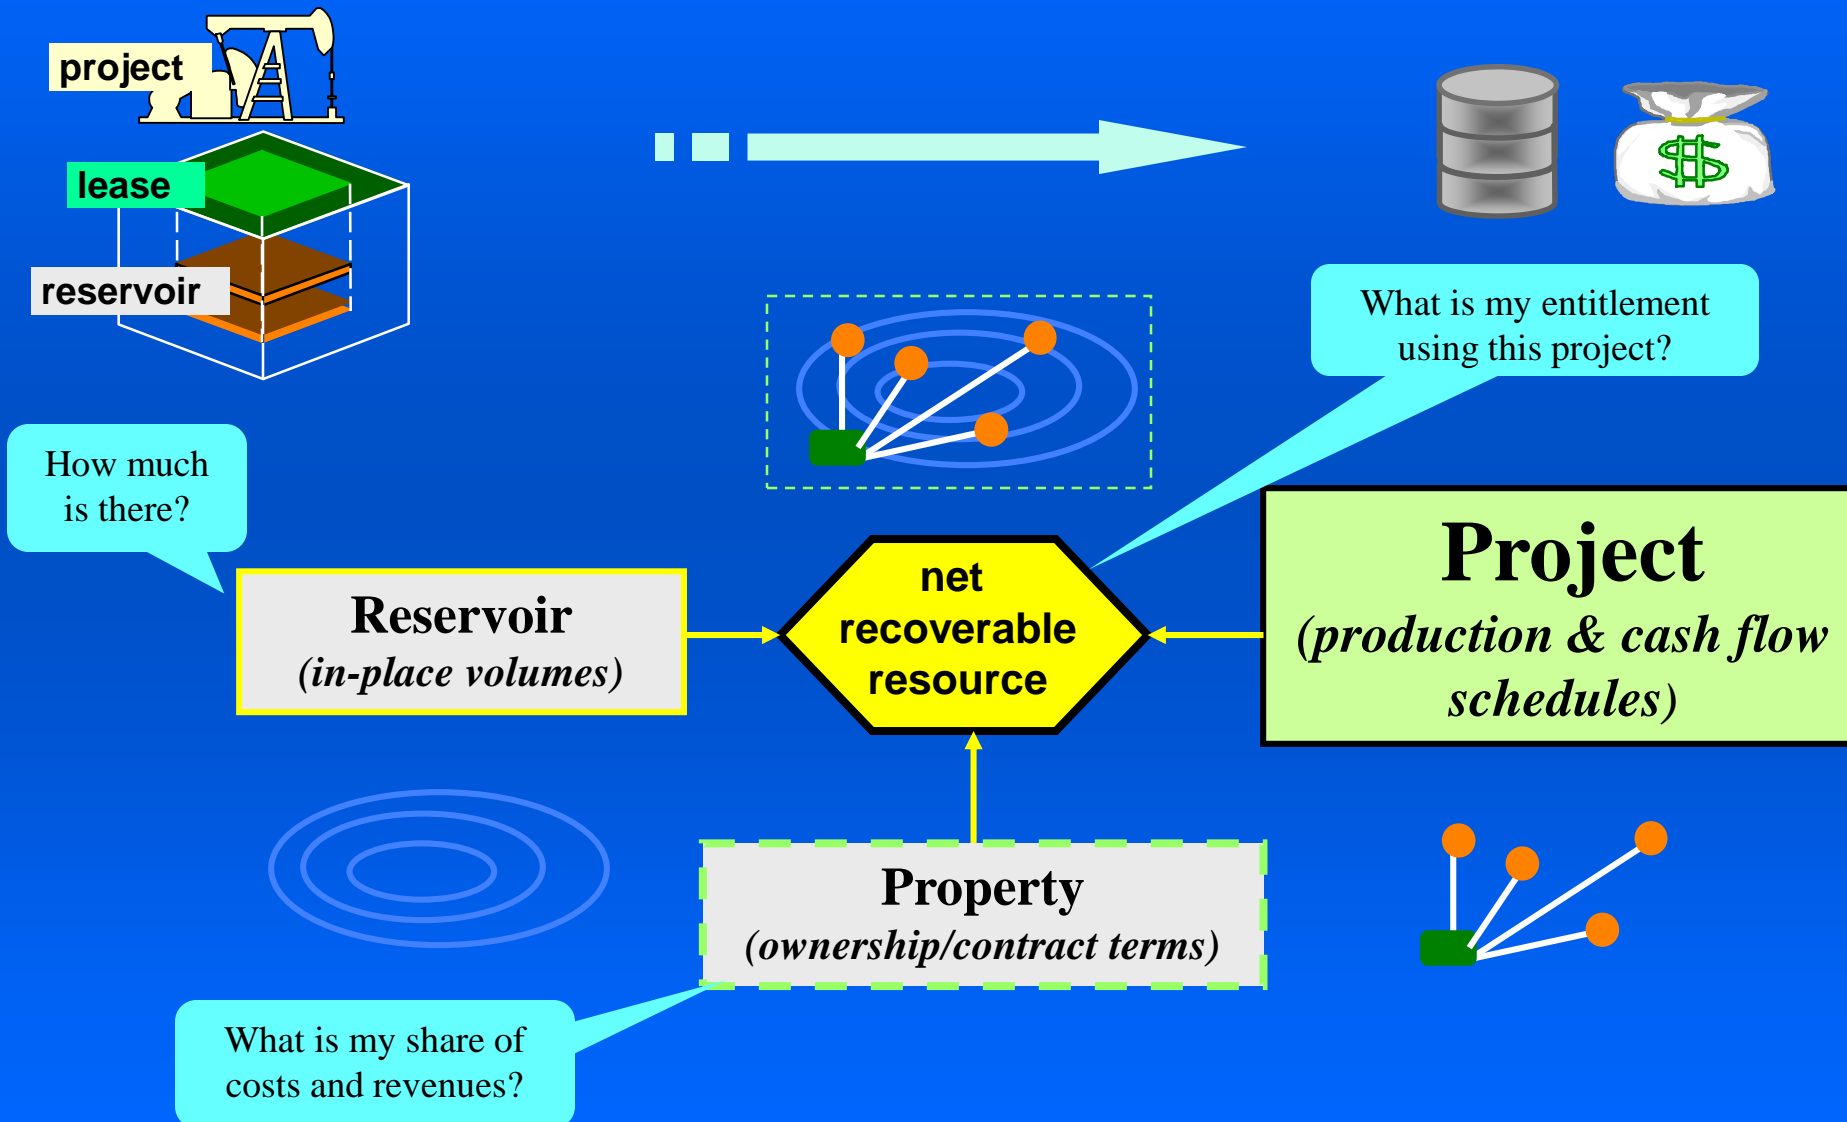 project
lease
reservoir
What is my entitlement
using this project?
How much
is there?
Reservoir
(in-place volumes)
net
recoverable
resource
Project
(production & cash flow
schedules)
Property
(ownership/contract terms)
What is my share of
costs and revenues?
$